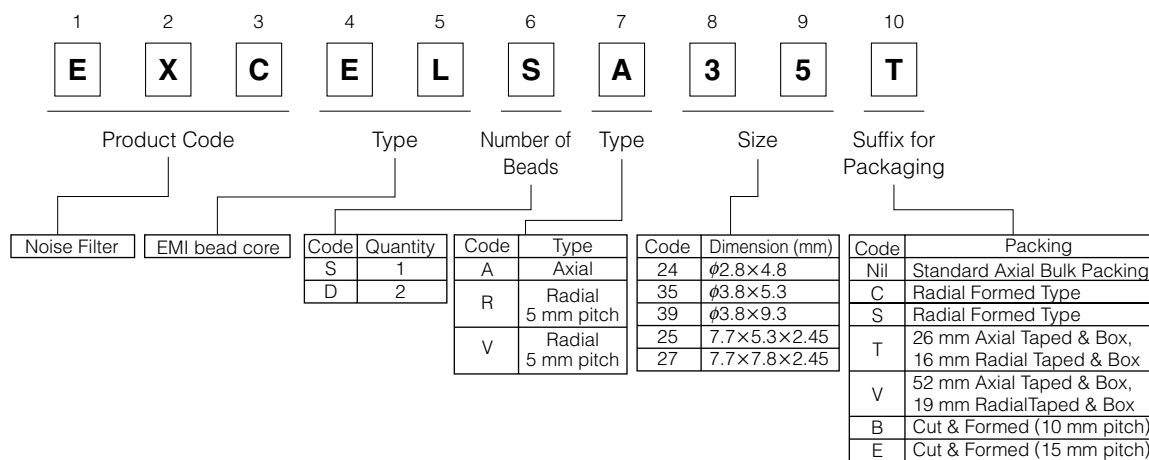 1 2 3 4 5 6 7 8 9 10
E X C E L S A 3 5 T
Product Code Type Number of Beads Type Size Suffix for Packaging
Noise Filter
EMI bead core
Code Quantity
S 1
D 2
Code Type
A Axial
R Radial
5 mm pitch
V Radial
5 mm pitch
Code Dimension (mm)
24 ϕ2.8×4.8
35 ϕ3.8×5.3
39 ϕ3.8×9.3
25 7.7×5.3×2.45
27 7.7×7.8×2.45
Code Packing
Nil Standard Axial Bulk Packing
C Radial Formed Type
S Radial Formed Type
T 26 mm Axial Taped & Box,
16 mm Radial Taped & Box
V 52 mm Axial Taped & Box,
19 mm RadialTaped & Box
B Cut & Formed (10 mm pitch)
E Cut & Formed (15 mm pitch)